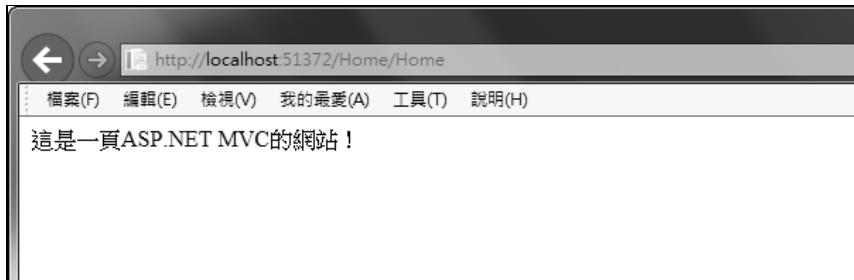 http://localhost:51372/Home/Home
檔案(F) 編輯(E) 檢視(V) 我的最愛(A) 工具(T) 說明(H)
這是一頁ASP.NET MVC的網站！